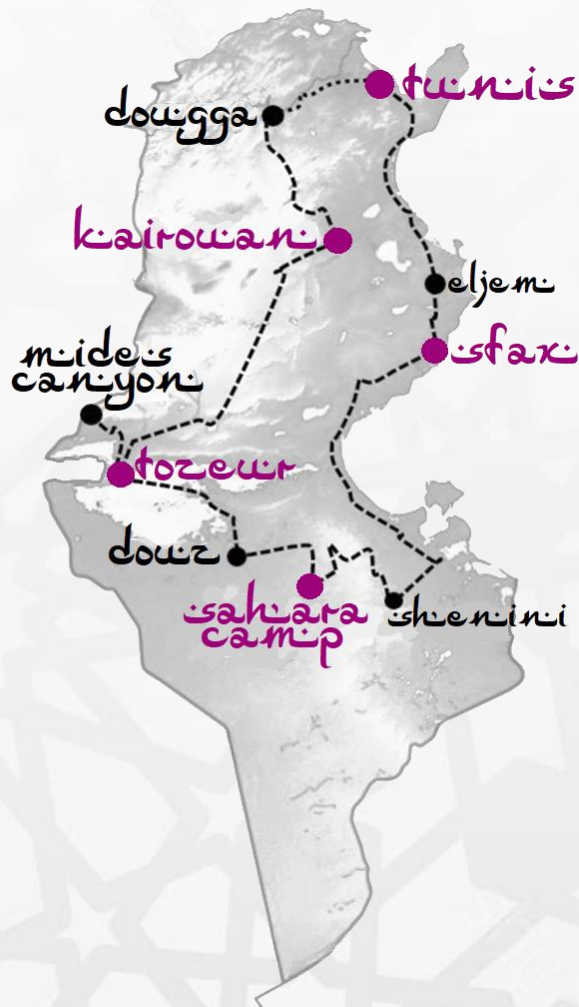 tunis
dougga
kairouan
eljem
sfax
mides
canyon
tozeur
douz
sahara
camp
shenini